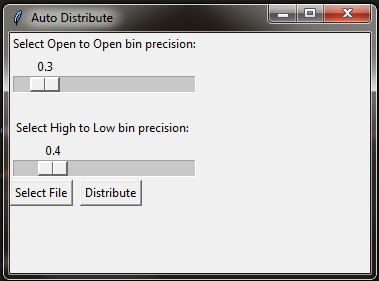 Auto Distribute
Select Open to Open bin precision:
0.3
Select High to Low bin precision:
0.4
Select File Distribute